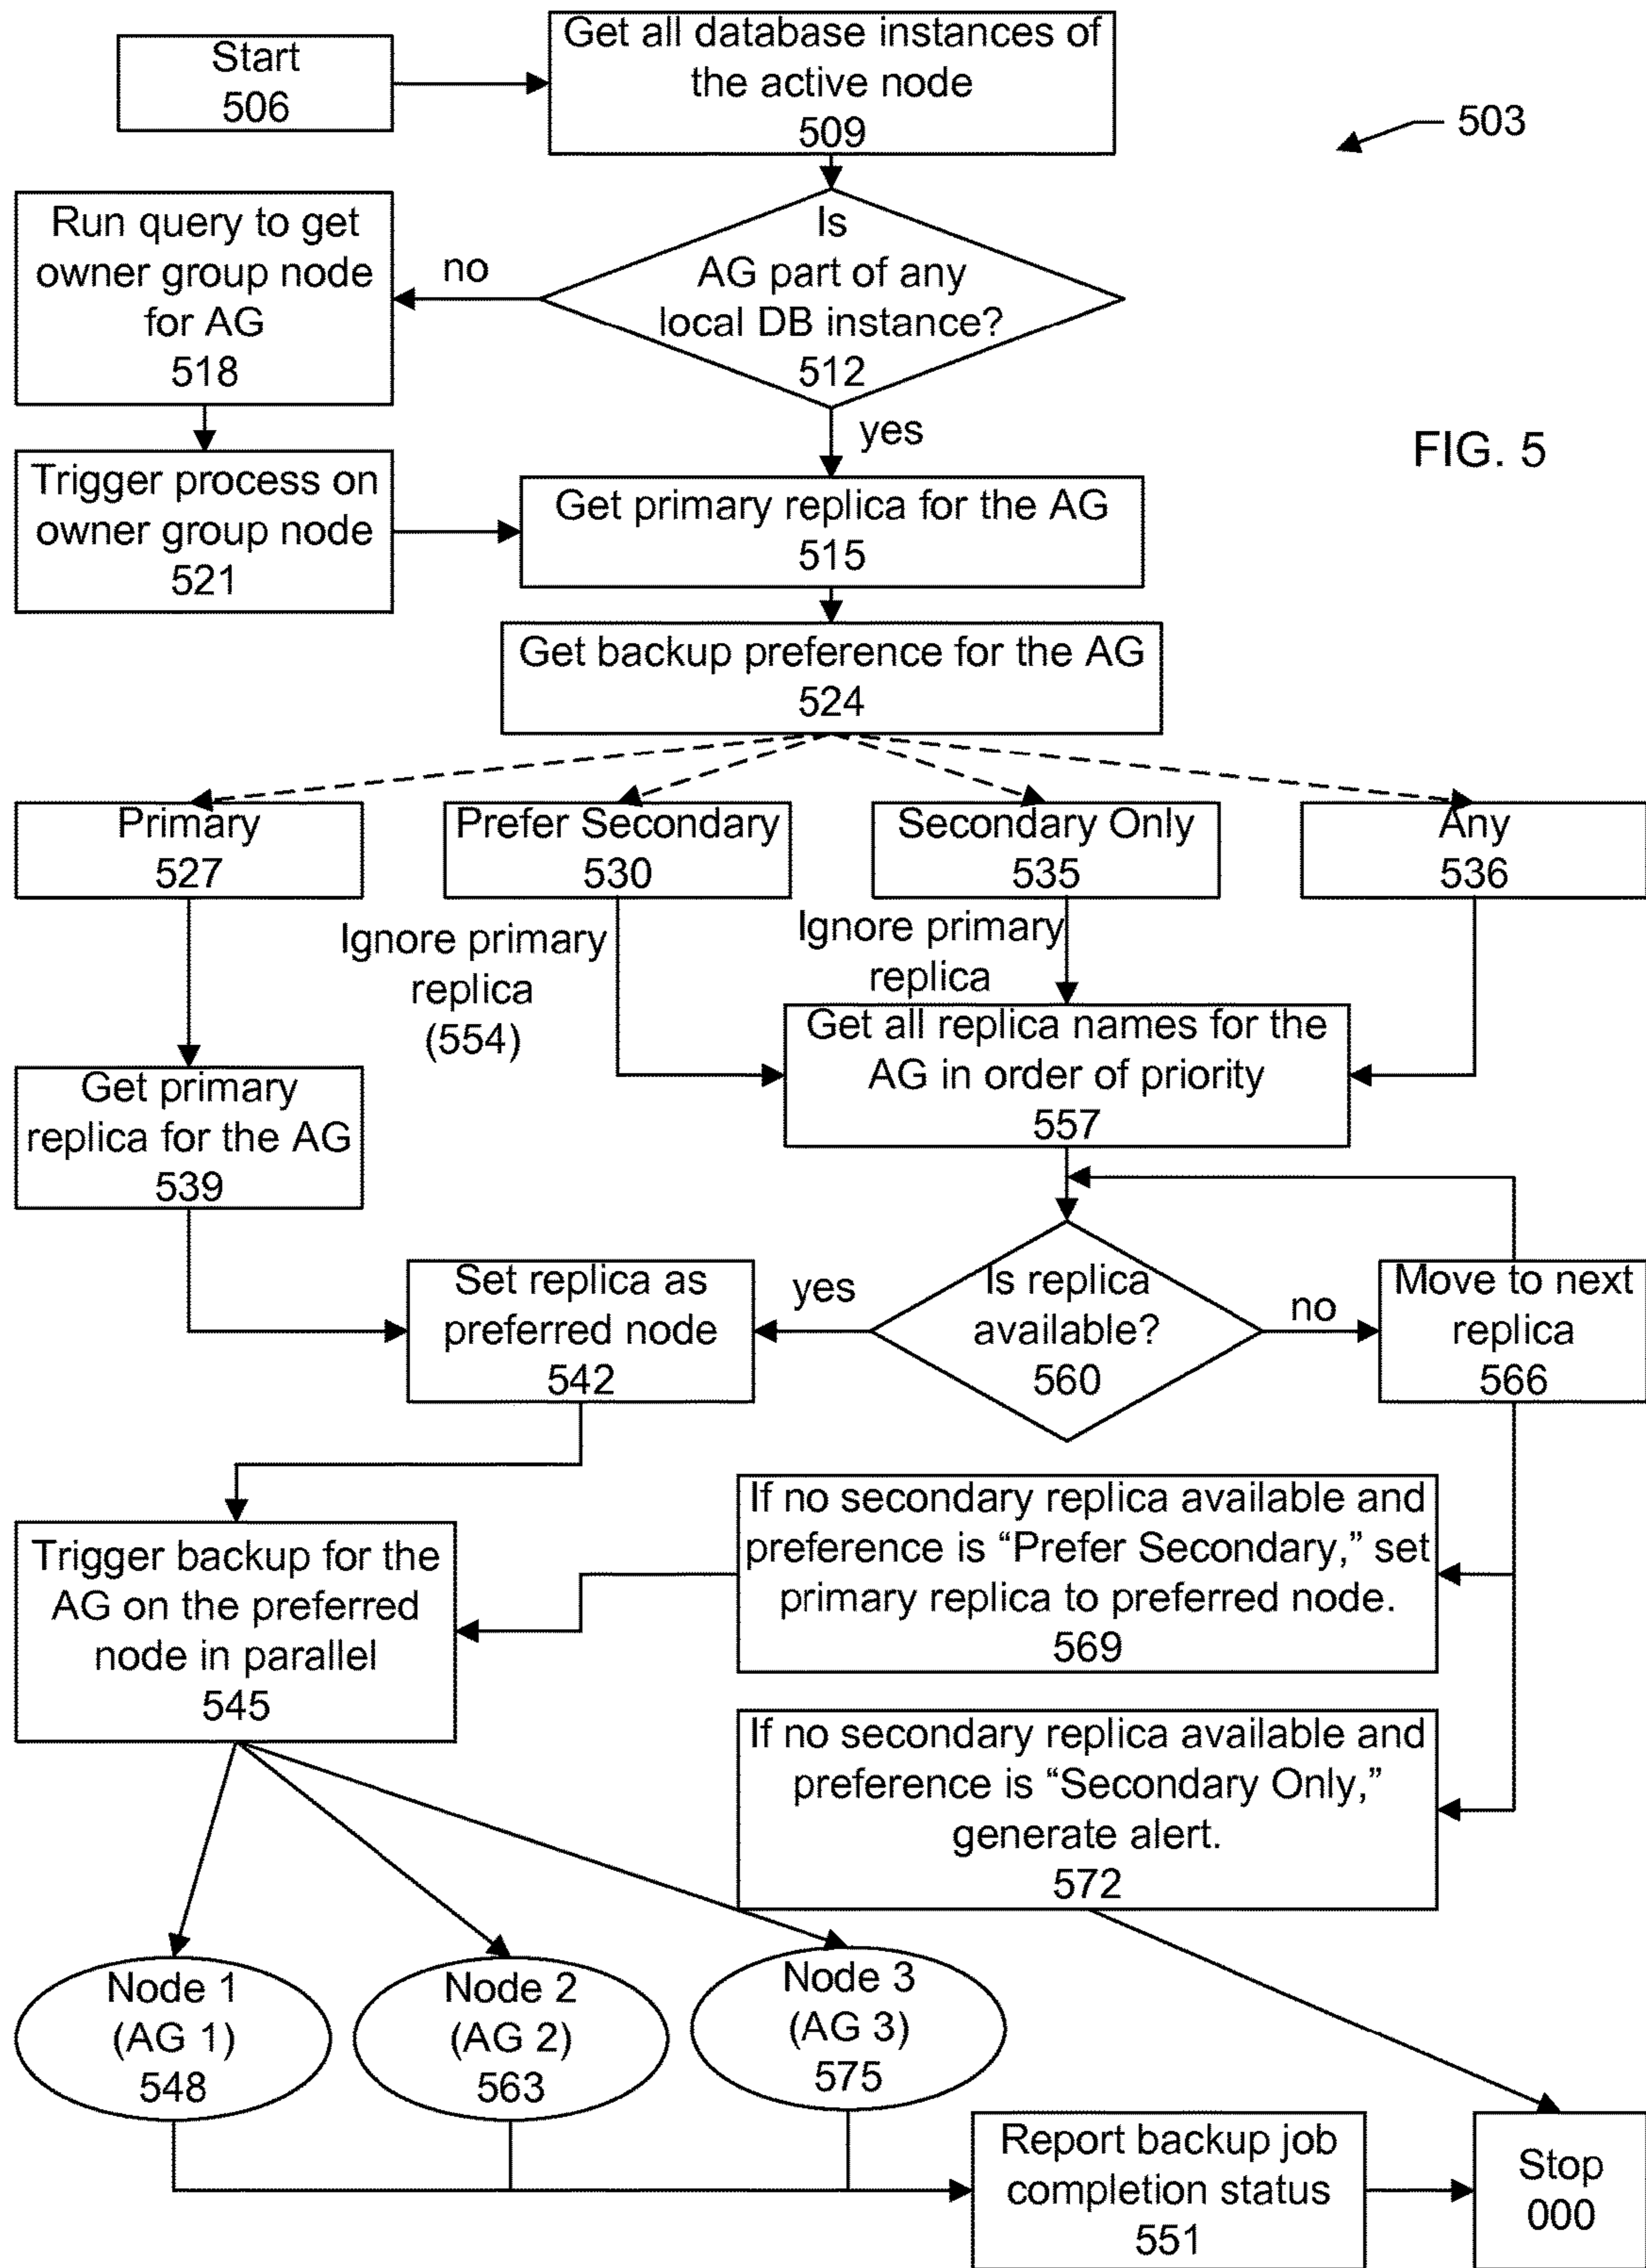 Start
506
Get all database instances of
the active node
509
503
Run query to get
owner group node
for AG
518
no
Is
AG part of any
local DB instance?
512
yes
FIG. 5
Trigger process on
owner group node
521
Get primary replica for the AG
515
Get backup preference for the AG
524
Primary
527
Prefer Secondary
530
Secondary Only
535
Any
536
Ignore primary
replica
(554)
Ignore primary
replica
Get all replica names for the
AG in order of priority
557
Get primary
replica for the AG
539
Set replica as
preferred node
542
yes
Is replica
available?
560
no
Move to next
replica
566
If no secondary replica available and
preference is “Prefer Secondary,” set
primary replica to preferred node.
569
Trigger backup for the
AG on the preferred
node in parallel
545
If no secondary replica available and
preference is “Secondary Only,”
generate alert.
572
Node 1
(AG 1)
548
Node 2
(AG 2)
563
Node 3
(AG 3)
575
Report backup job
completion status
551
Stop
000